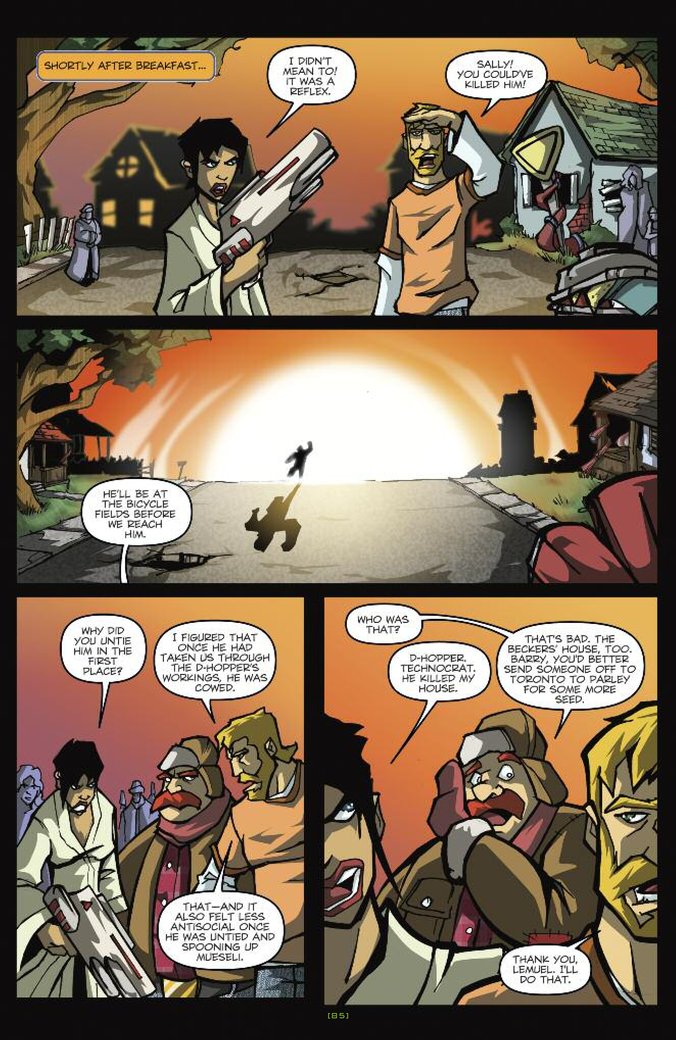 SHORTLY AFTER BREAKFAST...
I DIDN'T
MEAN TO!
IT WAS A
REFLEX.
SALLY!
YOU COULD'VE
KILLED HIM!
HE'LL BE AT
THE BICYCLE
FIELDS BEFORE
WE REACH
HIM.
WHY DID
YOU UNTIE
HIM IN THE
FIRST
PLACE?
I FIGURED THAT
ONCE HE HAD
TAKEN US THROUGH
THE D-HOPPER'S
WORKINGS, HE WAS
COWED.
THAT—AND IT
ALSO FELT LESS
ANTISOCIAL ONCE
HE WAS UNTIED AND
SPOONING UP
MUESELI.
WHO WAS
THAT?
D-HOPPER.
TECHNOCRAT.
HE KILLED MY
HOUSE.
THAT'S BAD. THE
BECKERS' HOUSE, TOO.
BARRY, YOU'D BETTER
SEND SOMEONE OFF TO
TORONTO TO PARLEY
FOR SOME MORE
SEED.
THANK YOU,
LEMUEL. I'LL
DO THAT.
[85]